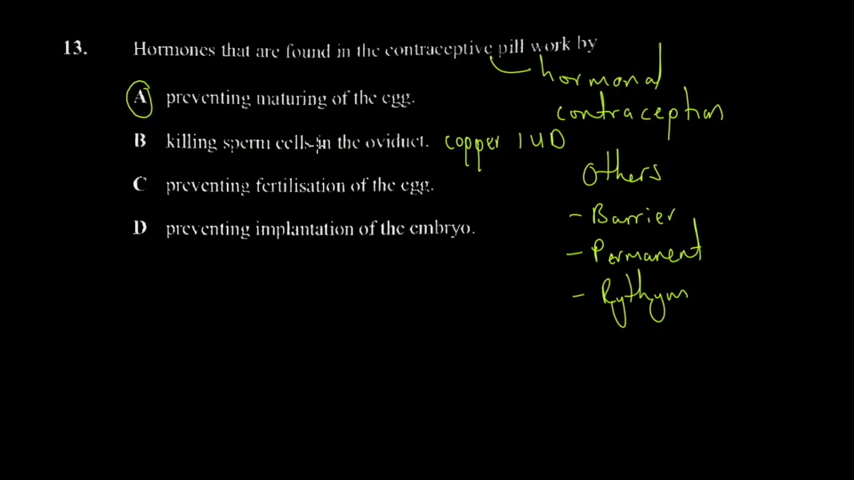 13. Hormones that are found in the contraceptive pill work by
hormonal
contraception
A preventing maturing of the egg.
B killing sperm cells in the oviduct. copper IUD
Others
C preventing fertilisation of the egg.
- Barrier
D preventing implantation of the embryo.
- Permanent
- Rythym